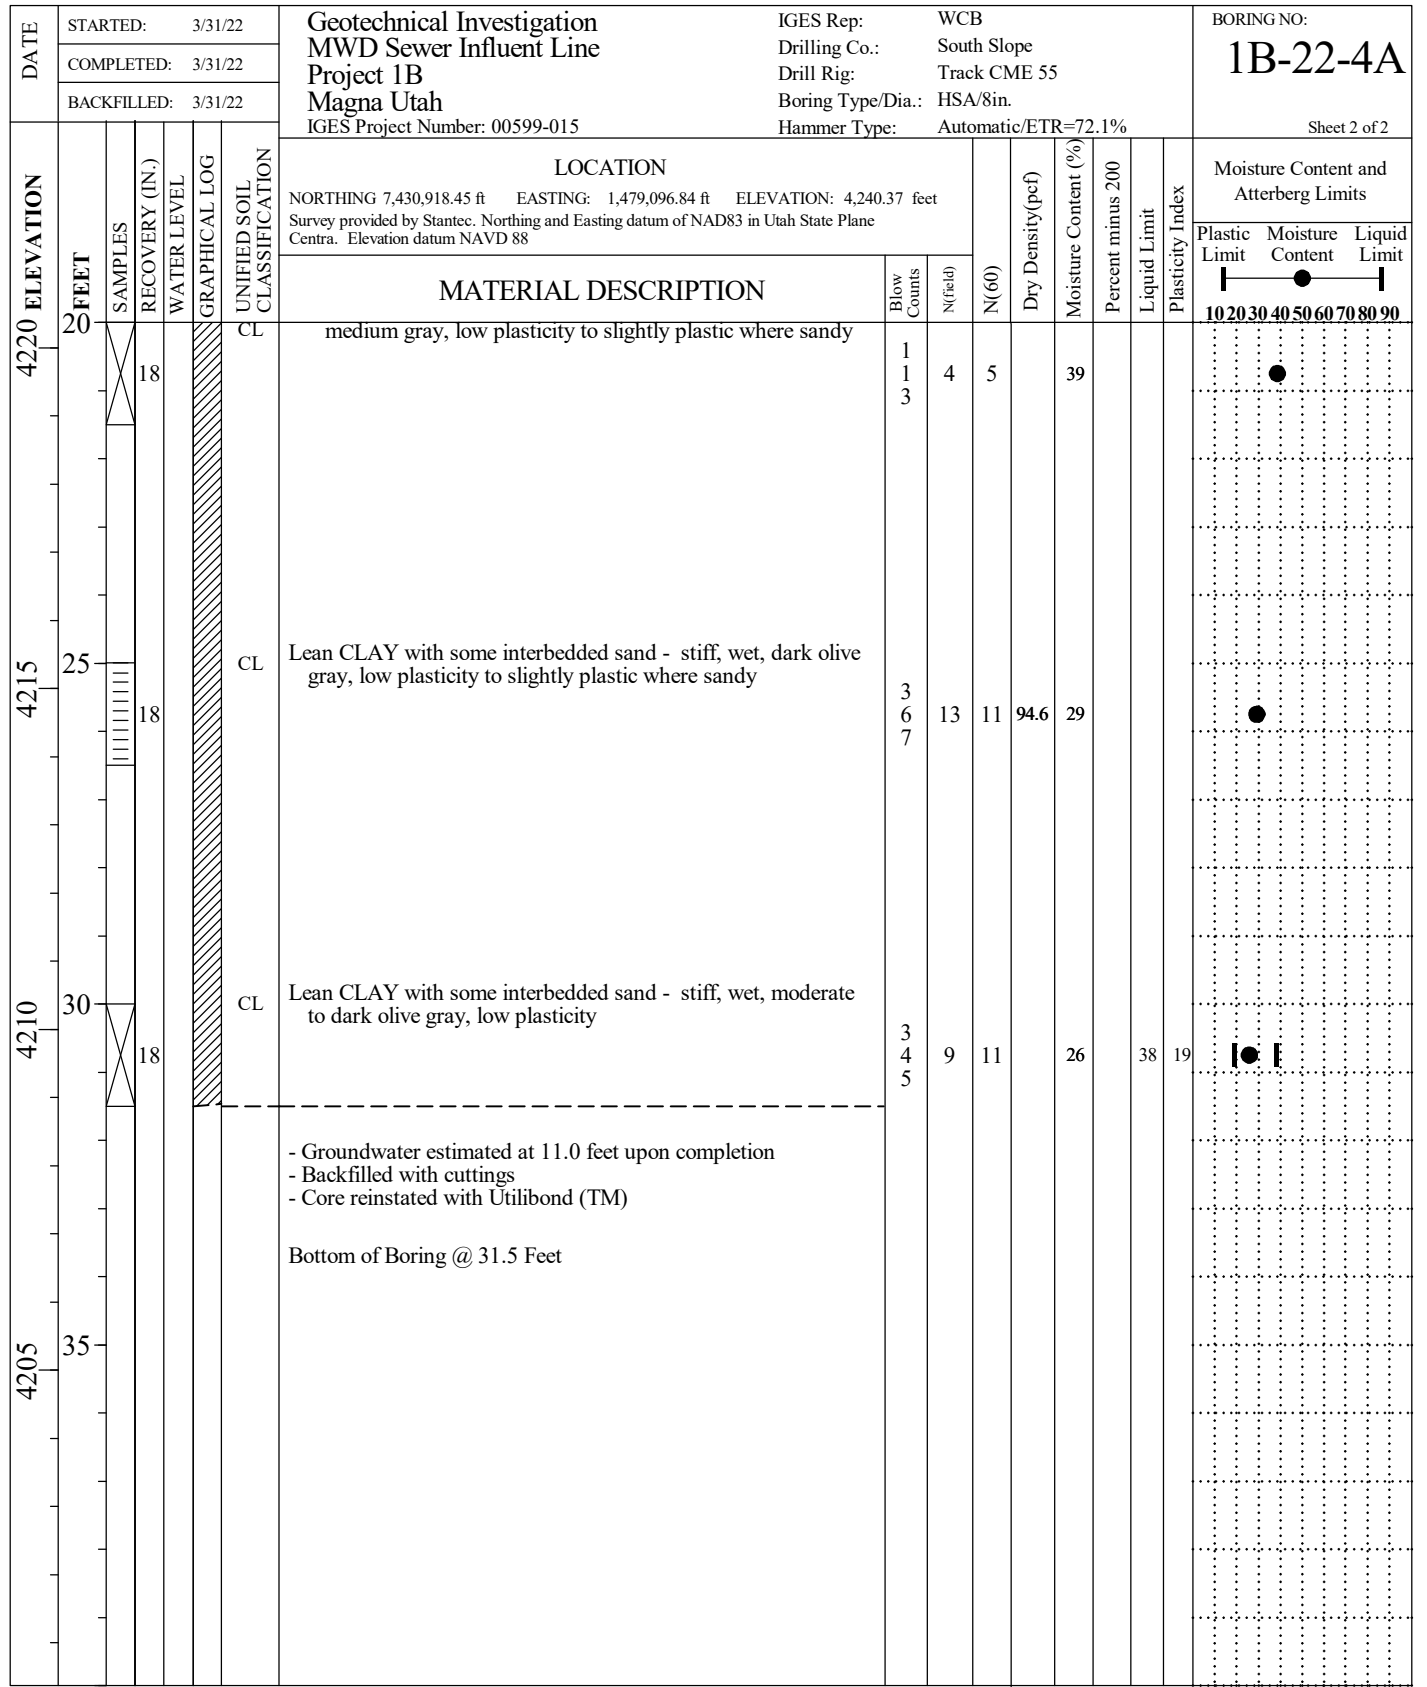 DATE
STARTED: 3/31/22
COMPLETED: 3/31/22
BACKFILLED: 3/31/22
Geotechnical Investigation
MWD Sewer Influent Line
Project 1B
Magna Utah
IGES Project Number: 00599-015
IGES Rep: WCB
Drilling Co.: South Slope
Drill Rig: Track CME 55
Boring Type/Dia.: HSA/8in.
Hammer Type: Automatic/ETR=72.1%
BORING NO:
1B-22-4A
Sheet 2 of 2
ELEVATION
FEET
SAMPLES
RECOVERY (IN.)
WATER LEVEL
GRAPHICAL LOG
UNIFIED SOIL
CLASSIFICATION
LOCATION
NORTHING 7,430,918.45 ft EASTING: 1,479,096.84 ft ELEVATION: 4,240.37 feet
Survey provided by Stantec. Northing and Easting datum of NAD83 in Utah State Plane
Centra. Elevation datum NAVD 88
MATERIAL DESCRIPTION
Blow
Counts
N(field)
N(60)
Dry Density(pcf)
Moisture Content (%)
Percent minus 200
Liquid Limit
Plasticity Index
Moisture Content and
Atterberg Limits
Plastic Moisture Liquid
Limit Content Limit
10 20 30 40 50 60 70 80 90
4220 20 CL medium gray, low plasticity to slightly plastic where sandy
1
18 1 4 5 39
3
4215 25 CL Lean CLAY with some interbedded sand - stiff, wet, dark olive
gray, low plasticity to slightly plastic where sandy
3
18 6 13 11 94.6 29
7
4210 30 CL Lean CLAY with some interbedded sand - stiff, wet, moderate
to dark olive gray, low plasticity
3
18 4 9 11 26 38 19
5
- Groundwater estimated at 11.0 feet upon completion
- Backfilled with cuttings
- Core reinstated with Utilibond (TM)
Bottom of Boring @ 31.5 Feet
4205 35